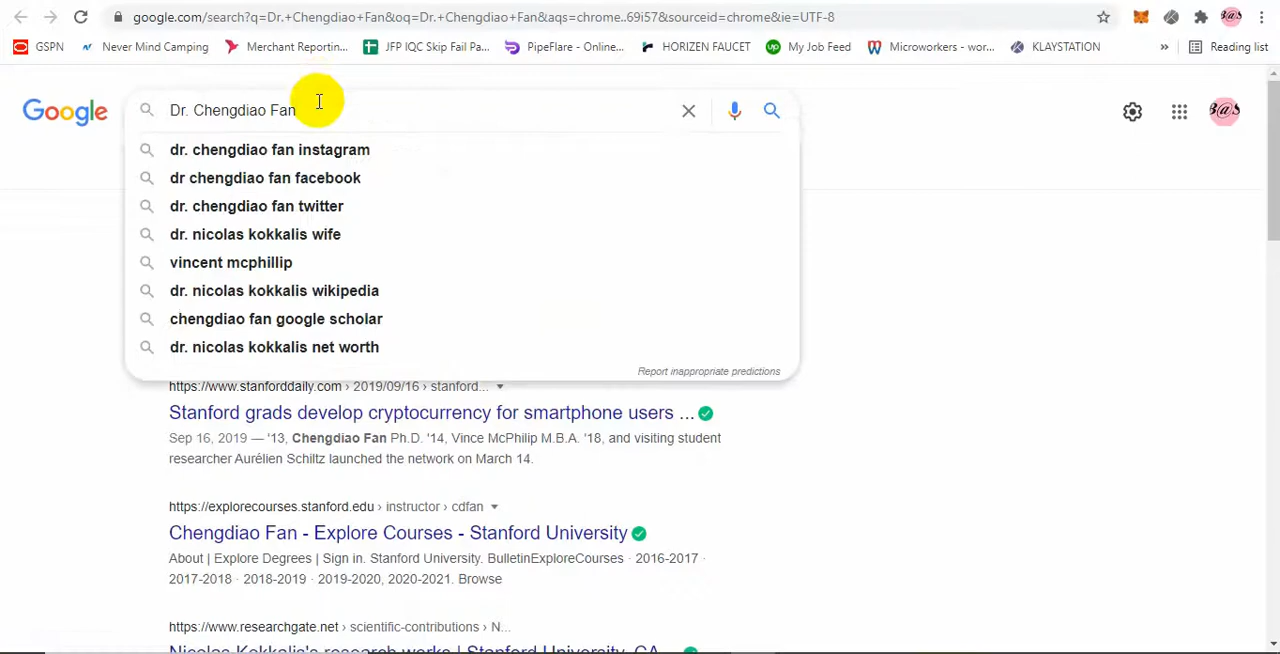 google.com/search?q=Dr.+Chengdiao+Fan&oq=Dr.+Chengdiao+Fan&aqs=chrome..69i57&sourceid=chrome&ie=UTF-8
GSPN Never Mind Camping Merchant Reportin... JFP IQC Skip Fail Pa... PipeFlare - Online... HORIZEN FAUCET My Job Feed Microworkers - wor... KLAYSTATION » Reading list
Google Dr. Chengdiao Fan B@S
dr. chengdiao fan instagram
dr chengdiao fan facebook
dr. chengdiao fan twitter
dr. nicolas kokkalis wife
vincent mcphillip
dr. nicolas kokkalis wikipedia
chengdiao fan google scholar
dr. nicolas kokkalis net worth
Report inappropriate predictions
https://www.stanforddaily.com › 2019/09/16 › stanford...
Stanford grads develop cryptocurrency for smartphone users ...
Sep 16, 2019 — '13, Chengdiao Fan Ph.D. '14, Vince McPhilip M.B.A. '18, and visiting student
researcher Aurélien Schiltz launched the network on March 14.
https://explorecourses.stanford.edu › instructor › cdfan
Chengdiao Fan - Explore Courses - Stanford University
About | Explore Degrees | Sign in. Stanford University. BulletinExploreCourses · 2016-2017 ·
2017-2018 · 2018-2019 · 2019-2020, 2020-2021. Browse
https://www.researchgate.net › scientific-contributions › N...
Nicolas Kokkalis's research works | Stanford University, CA